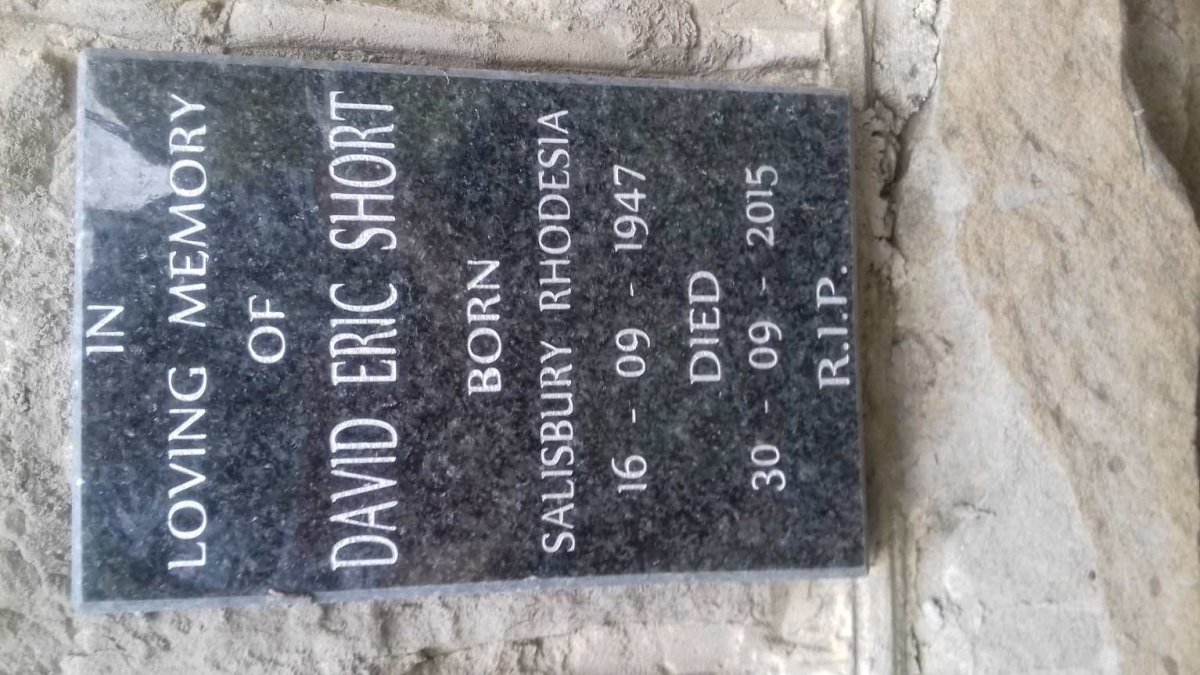 IN
LOVING MEMORY
OF
DAVID ERIC SHORT
BORN
SALISBURY RHODESIA
16 - 09 - 1947
DIED
30 - 09 - 2015
R.I.P.